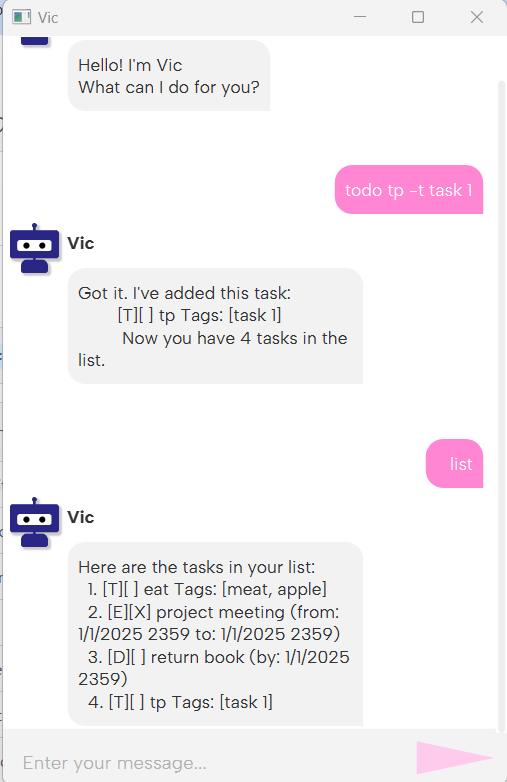 Vic
Hello! I'm Vic
What can I do for you?
todo tp -t task 1
Vic
Got it. I've added this task:
[T][ ] tp Tags: [task 1]
Now you have 4 tasks in the
list.
list
Vic
Here are the tasks in your list:
1. [T][ ] eat Tags: [meat, apple]
2. [E][X] project meeting (from:
1/1/2025 2359 to: 1/1/2025 2359)
3. [D][ ] return book (by: 1/1/2025
2359)
4. [T][ ] tp Tags: [task 1]
Enter your message...